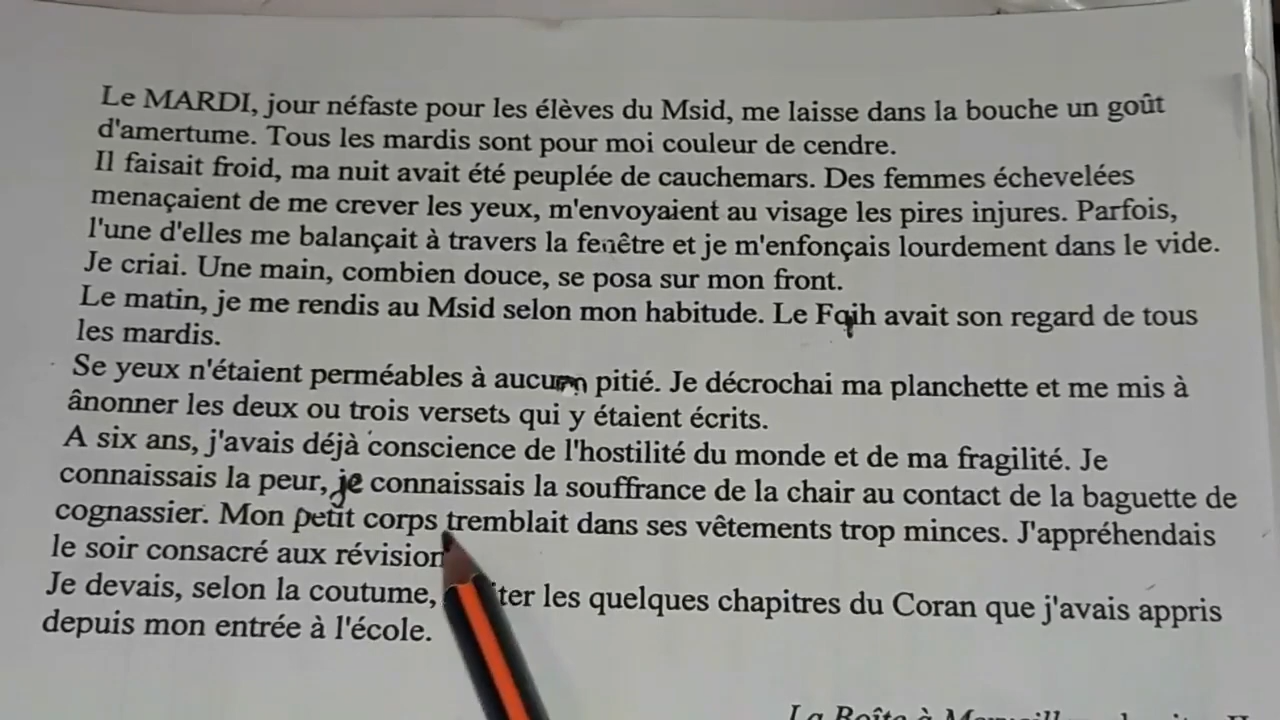 Le MARDI, jour néfaste pour les élèves du Msid, me laisse dans la bouche un goût
d'amertume. Tous les mardis sont pour moi couleur de cendre.
Il faisait froid, ma nuit avait été peuplée de cauchemars. Des femmes échevelées
menaçaient de me crever les yeux, m'envoyaient au visage les pires injures. Parfois,
l'une d'elles me balançait à travers la fenêtre et je m'enfonçais lourdement dans le vide.
Je criai. Une main, combien douce, se posa sur mon front.
Le matin, je me rendis au Msid selon mon habitude. Le Fqih avait son regard de tous
les mardis.
Se yeux n'étaient perméables à aucun pitié. Je décrochai ma planchette et me mis à
ânonner les deux ou trois versets qui y étaient écrits.
A six ans, j'avais déjà conscience de l'hostilité du monde et de ma fragilité. Je
connaissais la peur, je connaissais la souffrance de la chair au contact de la baguette de
cognassier. Mon petit corps tremblait dans ses vêtements trop minces. J'appréhendais
le soir consacré aux révision
Je devais, selon la coutume, les quelques chapitres du Coran que j'avais appris
depuis mon entrée à l'école.
La Boîte à